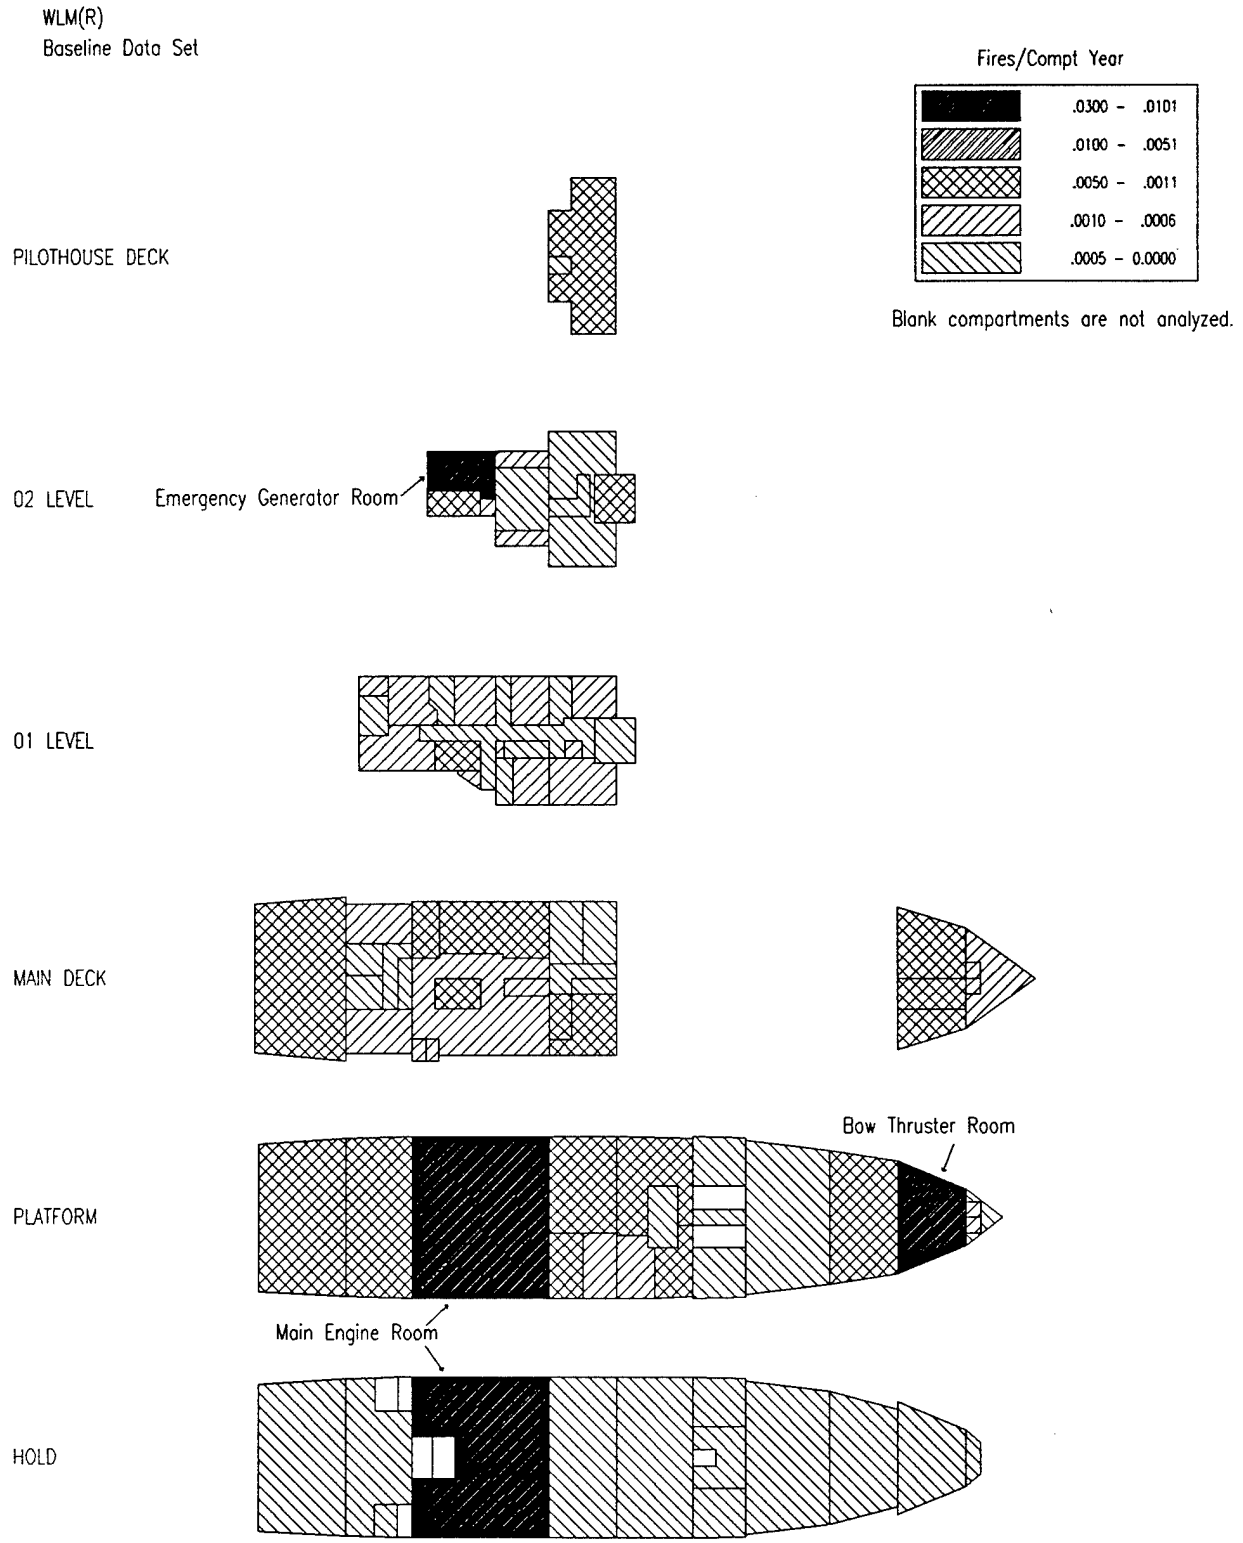 WLM(R)
Baseline Data Set
Fires/Compt Year
.0300 - .0101
.0100 - .0051
.0050 - .0011
.0010 - .0006
.0005 - 0.0000
Blank compartments are not analyzed.
PILOTHOUSE DECK
02 LEVEL
Emergency Generator Room
01 LEVEL
MAIN DECK
Bow Thruster Room
PLATFORM
Main Engine Room
HOLD